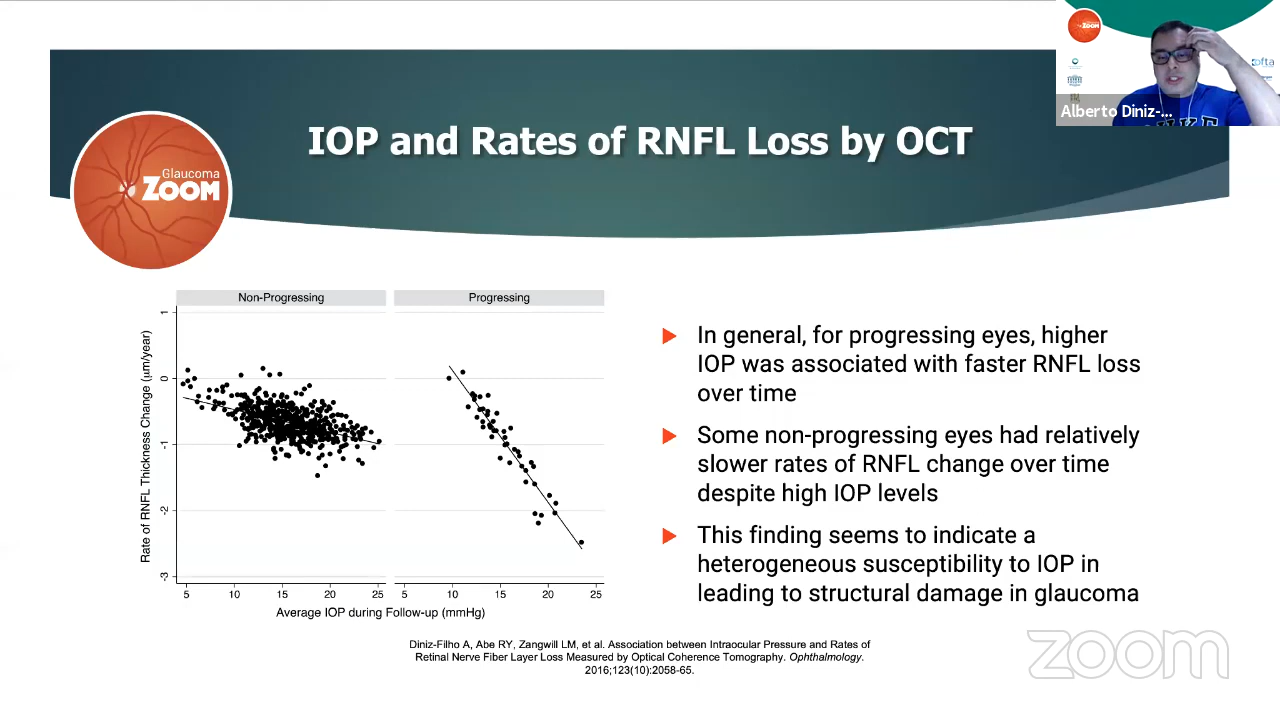 IOP and Rates of RNFL Loss by OCT
Glaucoma
ZOOM
Alberto Diniz-...
Non-Progressing
Progressing
Rate of RNFL Thickness Change (µm/year)
1
0
-1
-2
-3
5 10 15 20 25
5 10 15 20 25
Average IOP during Follow-up (mmHg)
In general, for progressing eyes, higher
IOP was associated with faster RNFL loss
over time
Some non-progressing eyes had relatively
slower rates of RNFL change over time
despite high IOP levels
This finding seems to indicate a
heterogeneous susceptibility to IOP in
leading to structural damage in glaucoma
Diniz-Filho A, Abe RY, Zangwill LM, et al. Association between Intraocular Pressure and Rates of
Retinal Nerve Fiber Layer Loss Measured by Optical Coherence Tomography. Ophthalmology.
2016;123(10):2058-65.
zoom